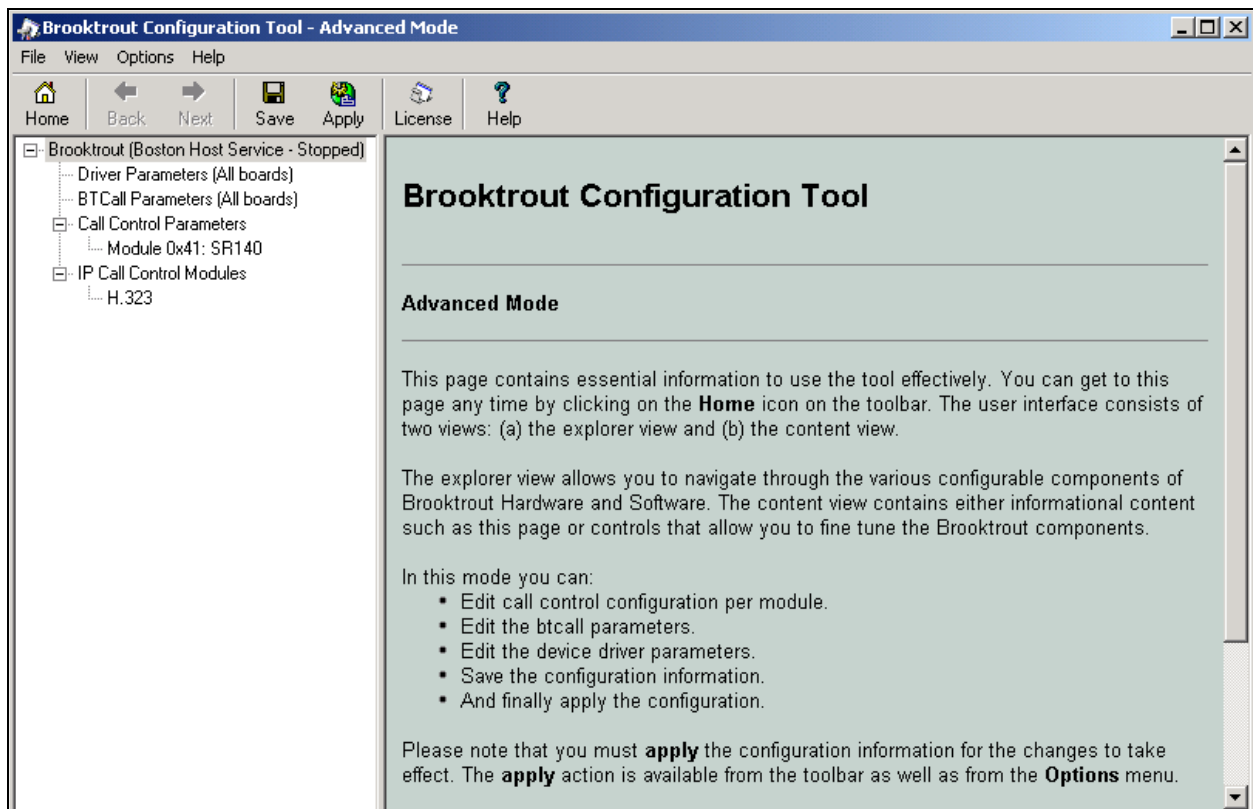 Brooktrout Configuration Tool - Advanced Mode
File View Options Help
Home Back Next Save Apply License Help
Brooktrout (Boston Host Service - Stopped)
Driver Parameters (All boards)
BTCall Parameters (All boards)
Call Control Parameters
Module 0x41: SR140
IP Call Control Modules
H.323
Brooktrout Configuration Tool
Advanced Mode
This page contains essential information to use the tool effectively. You can get to this
page any time by clicking on the Home icon on the toolbar. The user interface consists of
two views: (a) the explorer view and (b) the content view.
The explorer view allows you to navigate through the various configurable components of
Brooktrout Hardware and Software. The content view contains either informational content
such as this page or controls that allow you to fine tune the Brooktrout components.
In this mode you can:
• Edit call control configuration per module.
• Edit the btcall parameters.
• Edit the device driver parameters.
• Save the configuration information.
• And finally apply the configuration.
Please note that you must apply the configuration information for the changes to take
effect. The apply action is available from the toolbar as well as from the Options menu.